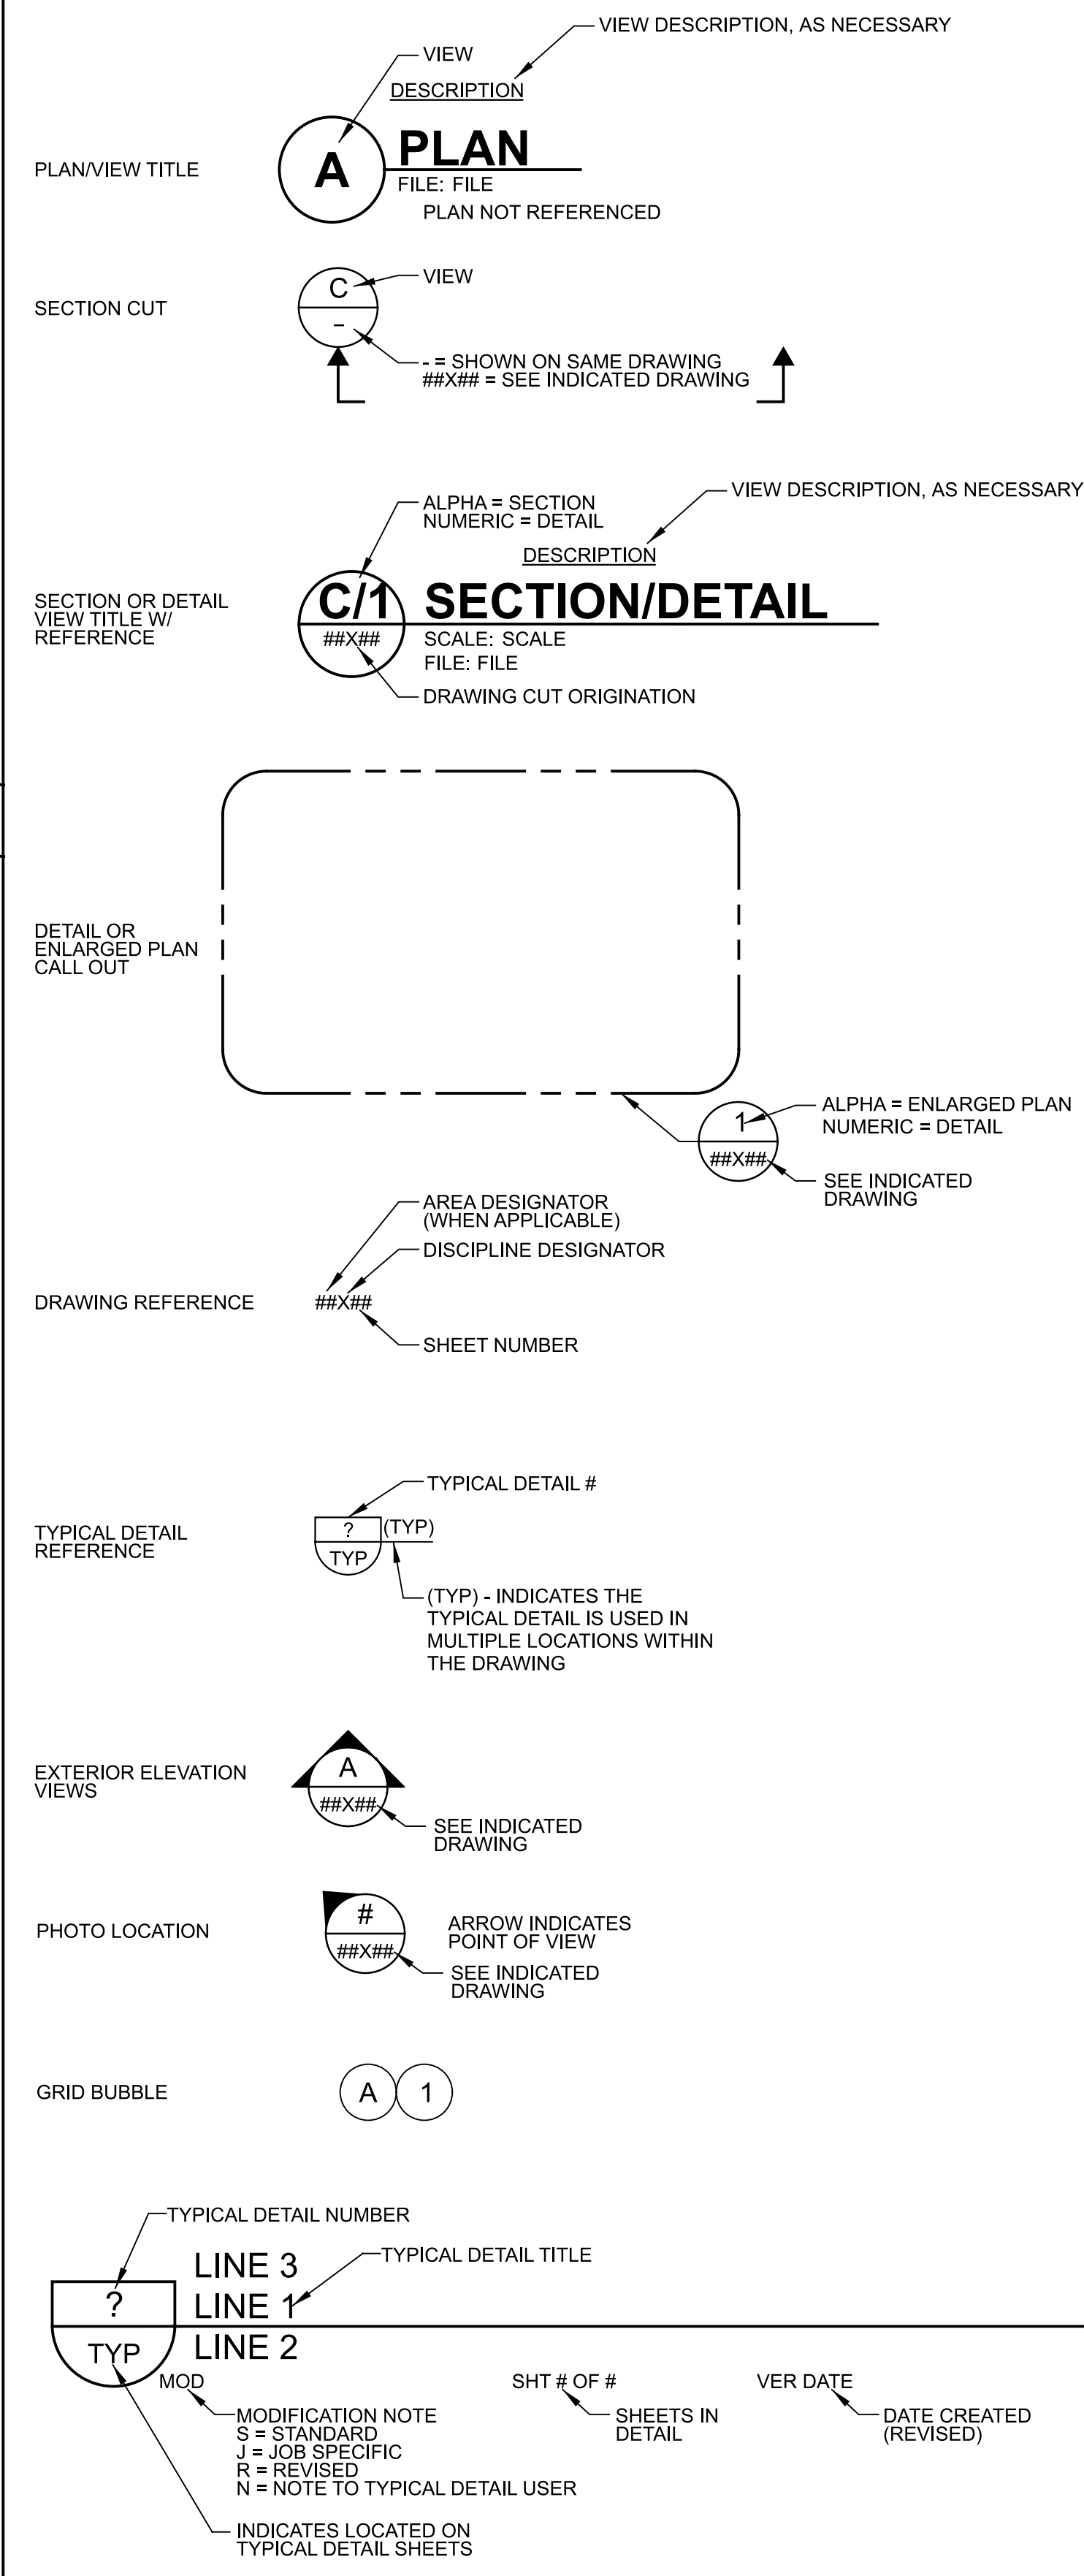 VIEW DESCRIPTION, AS NECESSARY
VIEW
DESCRIPTION
PLAN/VIEW TITLE
A
PLAN
FILE: FILE
PLAN NOT REFERENCED
SECTION CUT
C
-
VIEW
- = SHOWN ON SAME DRAWING
##X## = SEE INDICATED DRAWING
VIEW DESCRIPTION, AS NECESSARY
ALPHA = SECTION
NUMERIC = DETAIL
DESCRIPTION
SECTION OR DETAIL
VIEW TITLE W/
REFERENCE
C/1
SECTION/DETAIL
##X##
SCALE: SCALE
FILE: FILE
DRAWING CUT ORIGINATION
DETAIL OR
ENLARGED PLAN
CALL OUT
1
##X##
ALPHA = ENLARGED PLAN
NUMERIC = DETAIL
SEE INDICATED
DRAWING
AREA DESIGNATOR
(WHEN APPLICABLE)
DISCIPLINE DESIGNATOR
DRAWING REFERENCE
##X##
SHEET NUMBER
TYPICAL DETAIL #
TYPICAL DETAIL
REFERENCE
?
(TYP)
TYP
(TYP) - INDICATES THE
TYPICAL DETAIL IS USED IN
MULTIPLE LOCATIONS WITHIN
THE DRAWING
EXTERIOR ELEVATION
VIEWS
A
##X##
SEE INDICATED
DRAWING
PHOTO LOCATION
#
##X##
ARROW INDICATES
POINT OF VIEW
SEE INDICATED
DRAWING
GRID BUBBLE
A
1
TYPICAL DETAIL NUMBER
TYPICAL DETAIL TITLE
LINE 3
?
LINE 1
TYP
LINE 2
MOD
SHT # OF #
VER DATE
MODIFICATION NOTE
S = STANDARD
J = JOB SPECIFIC
R = REVISED
N = NOTE TO TYPICAL DETAIL USER
SHEETS IN
DETAIL
DATE CREATED
(REVISED)
INDICATES LOCATED ON
TYPICAL DETAIL SHEETS